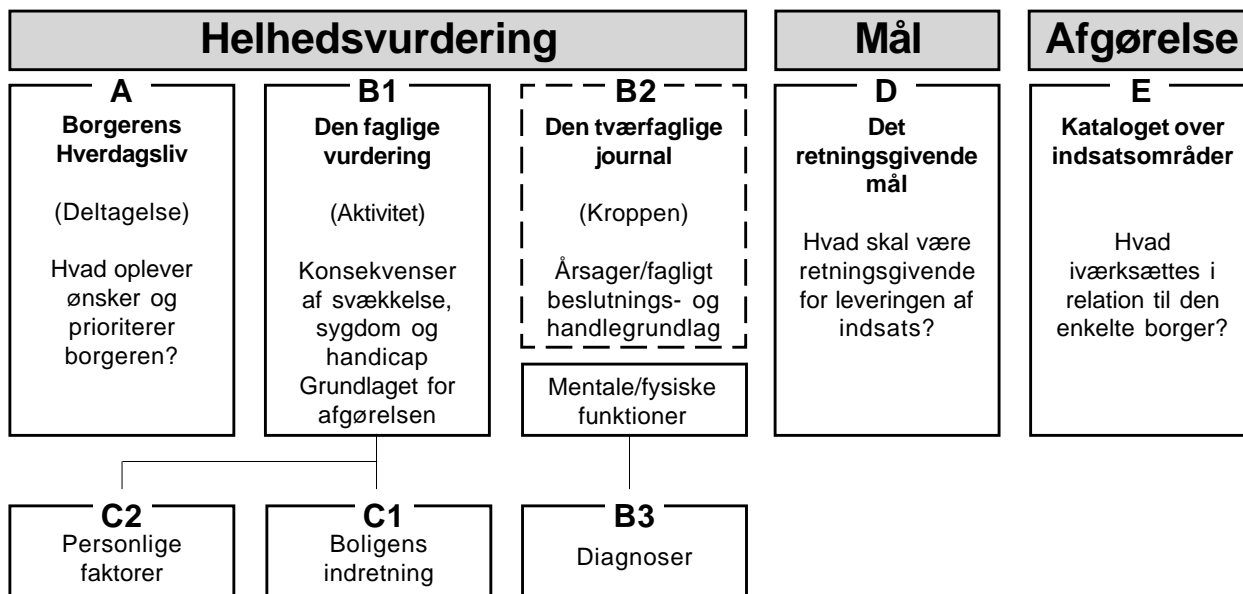 Helhedsvurdering
Mål
Afgørelse
A
Borgerens
Hverdagsliv
(Deltagelse)
Hvad oplever
ønsker og
prioriterer
borgeren?
B1
Den faglige
vurdering
(Aktivitet)
Konsekvenser
af svækkelse,
sygdom og
handicap
Grundlaget for
afgørelsen
B2
Den tværfaglige
journal
(Kroppen)
Årsager/fagligt
beslutnings- og
handlegrundlag
Mentale/fysiske
funktioner
D
Det
retningsgivende
mål
Hvad skal være
retningsgivende
for leveringen af
indsats?
E
Kataloget over
indsatsområder
Hvad
iværksættes i
relation til den
enkelte borger?
C2
Personlige
faktorer
C1
Boligens
indretning
B3
Diagnoser